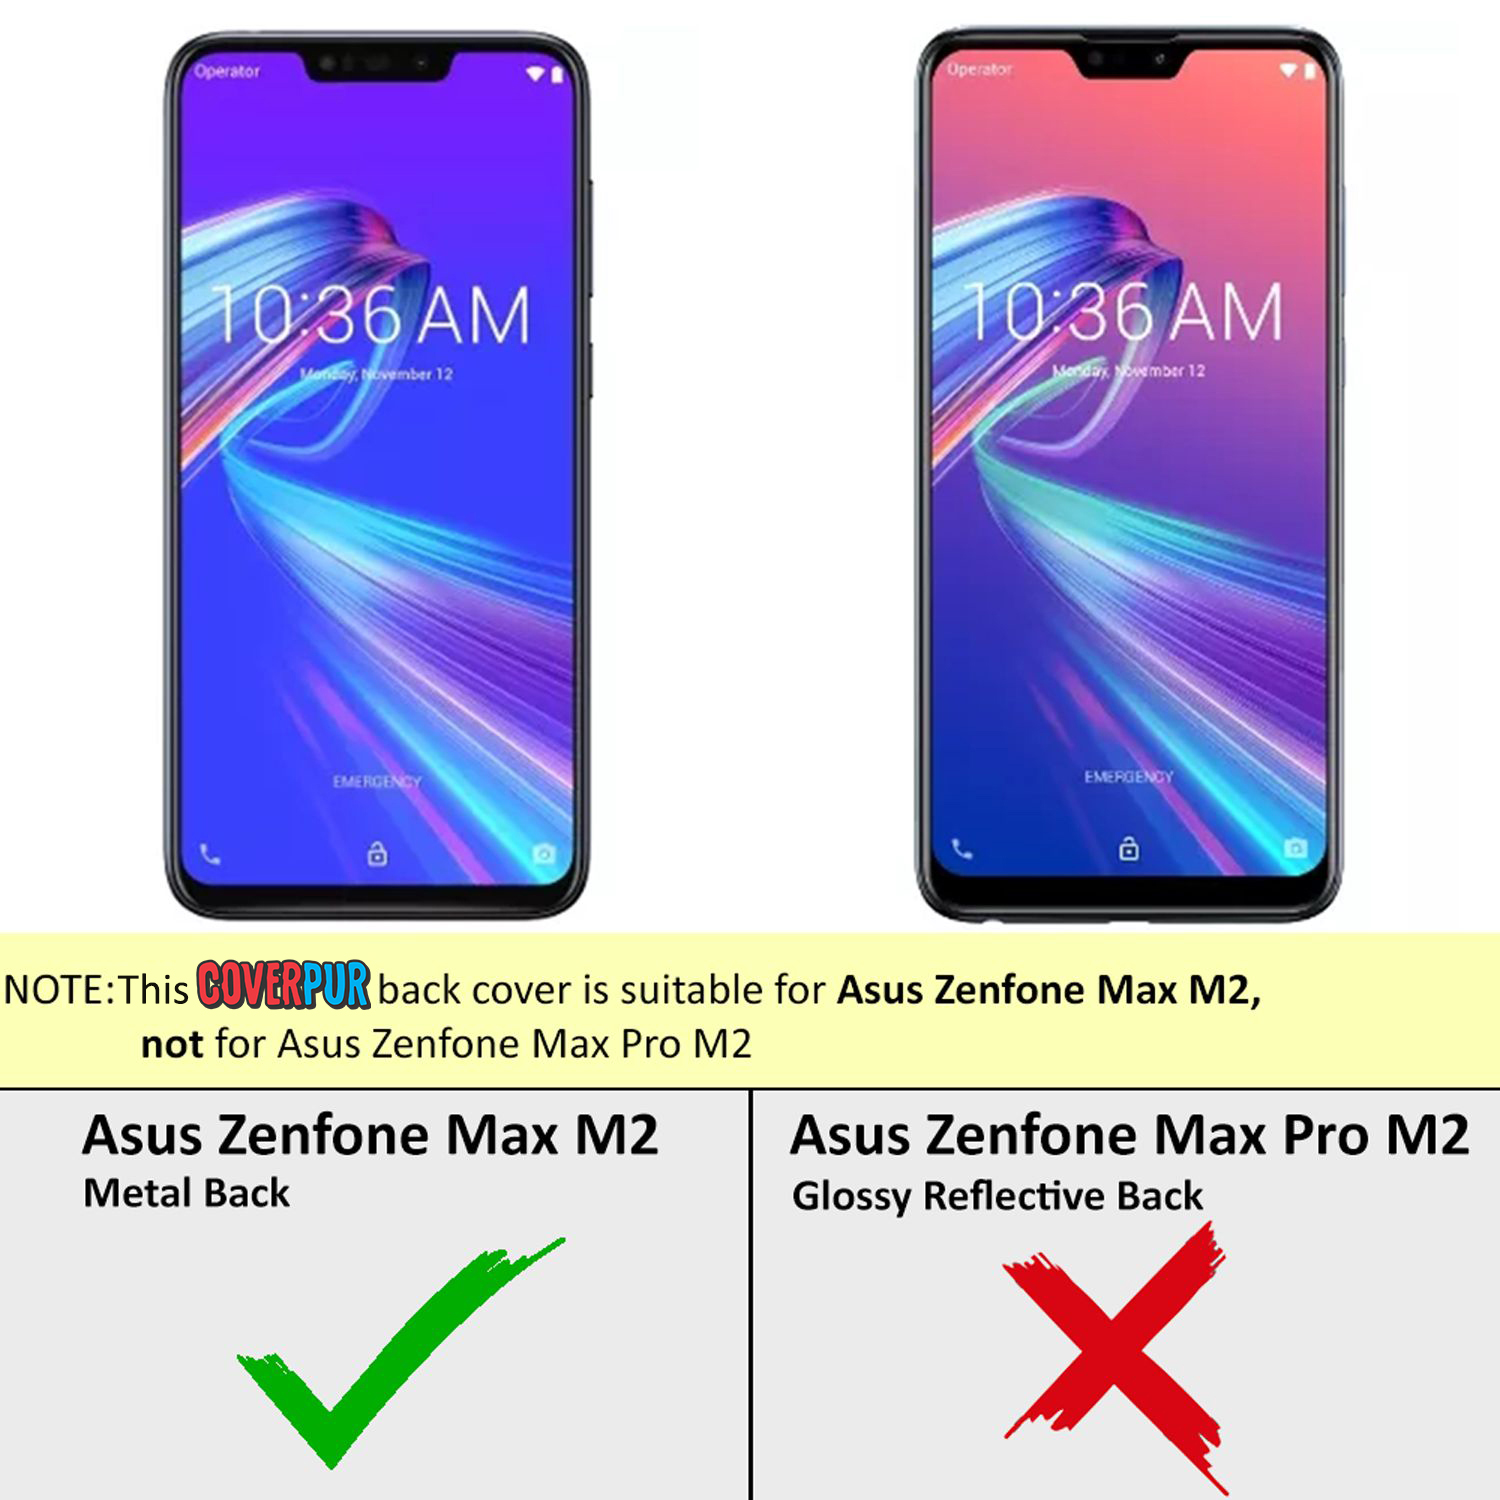 Operator
10:36 AM
Monday, November 12
EMERGENCY
Operator
10:36 AM
Monday, November 12
EMERGENCY
NOTE:This COVERPUR back cover is suitable for Asus Zenfone Max M2,
not for Asus Zenfone Max Pro M2
Asus Zenfone Max M2
Metal Back
Asus Zenfone Max Pro M2
Glossy Reflective Back